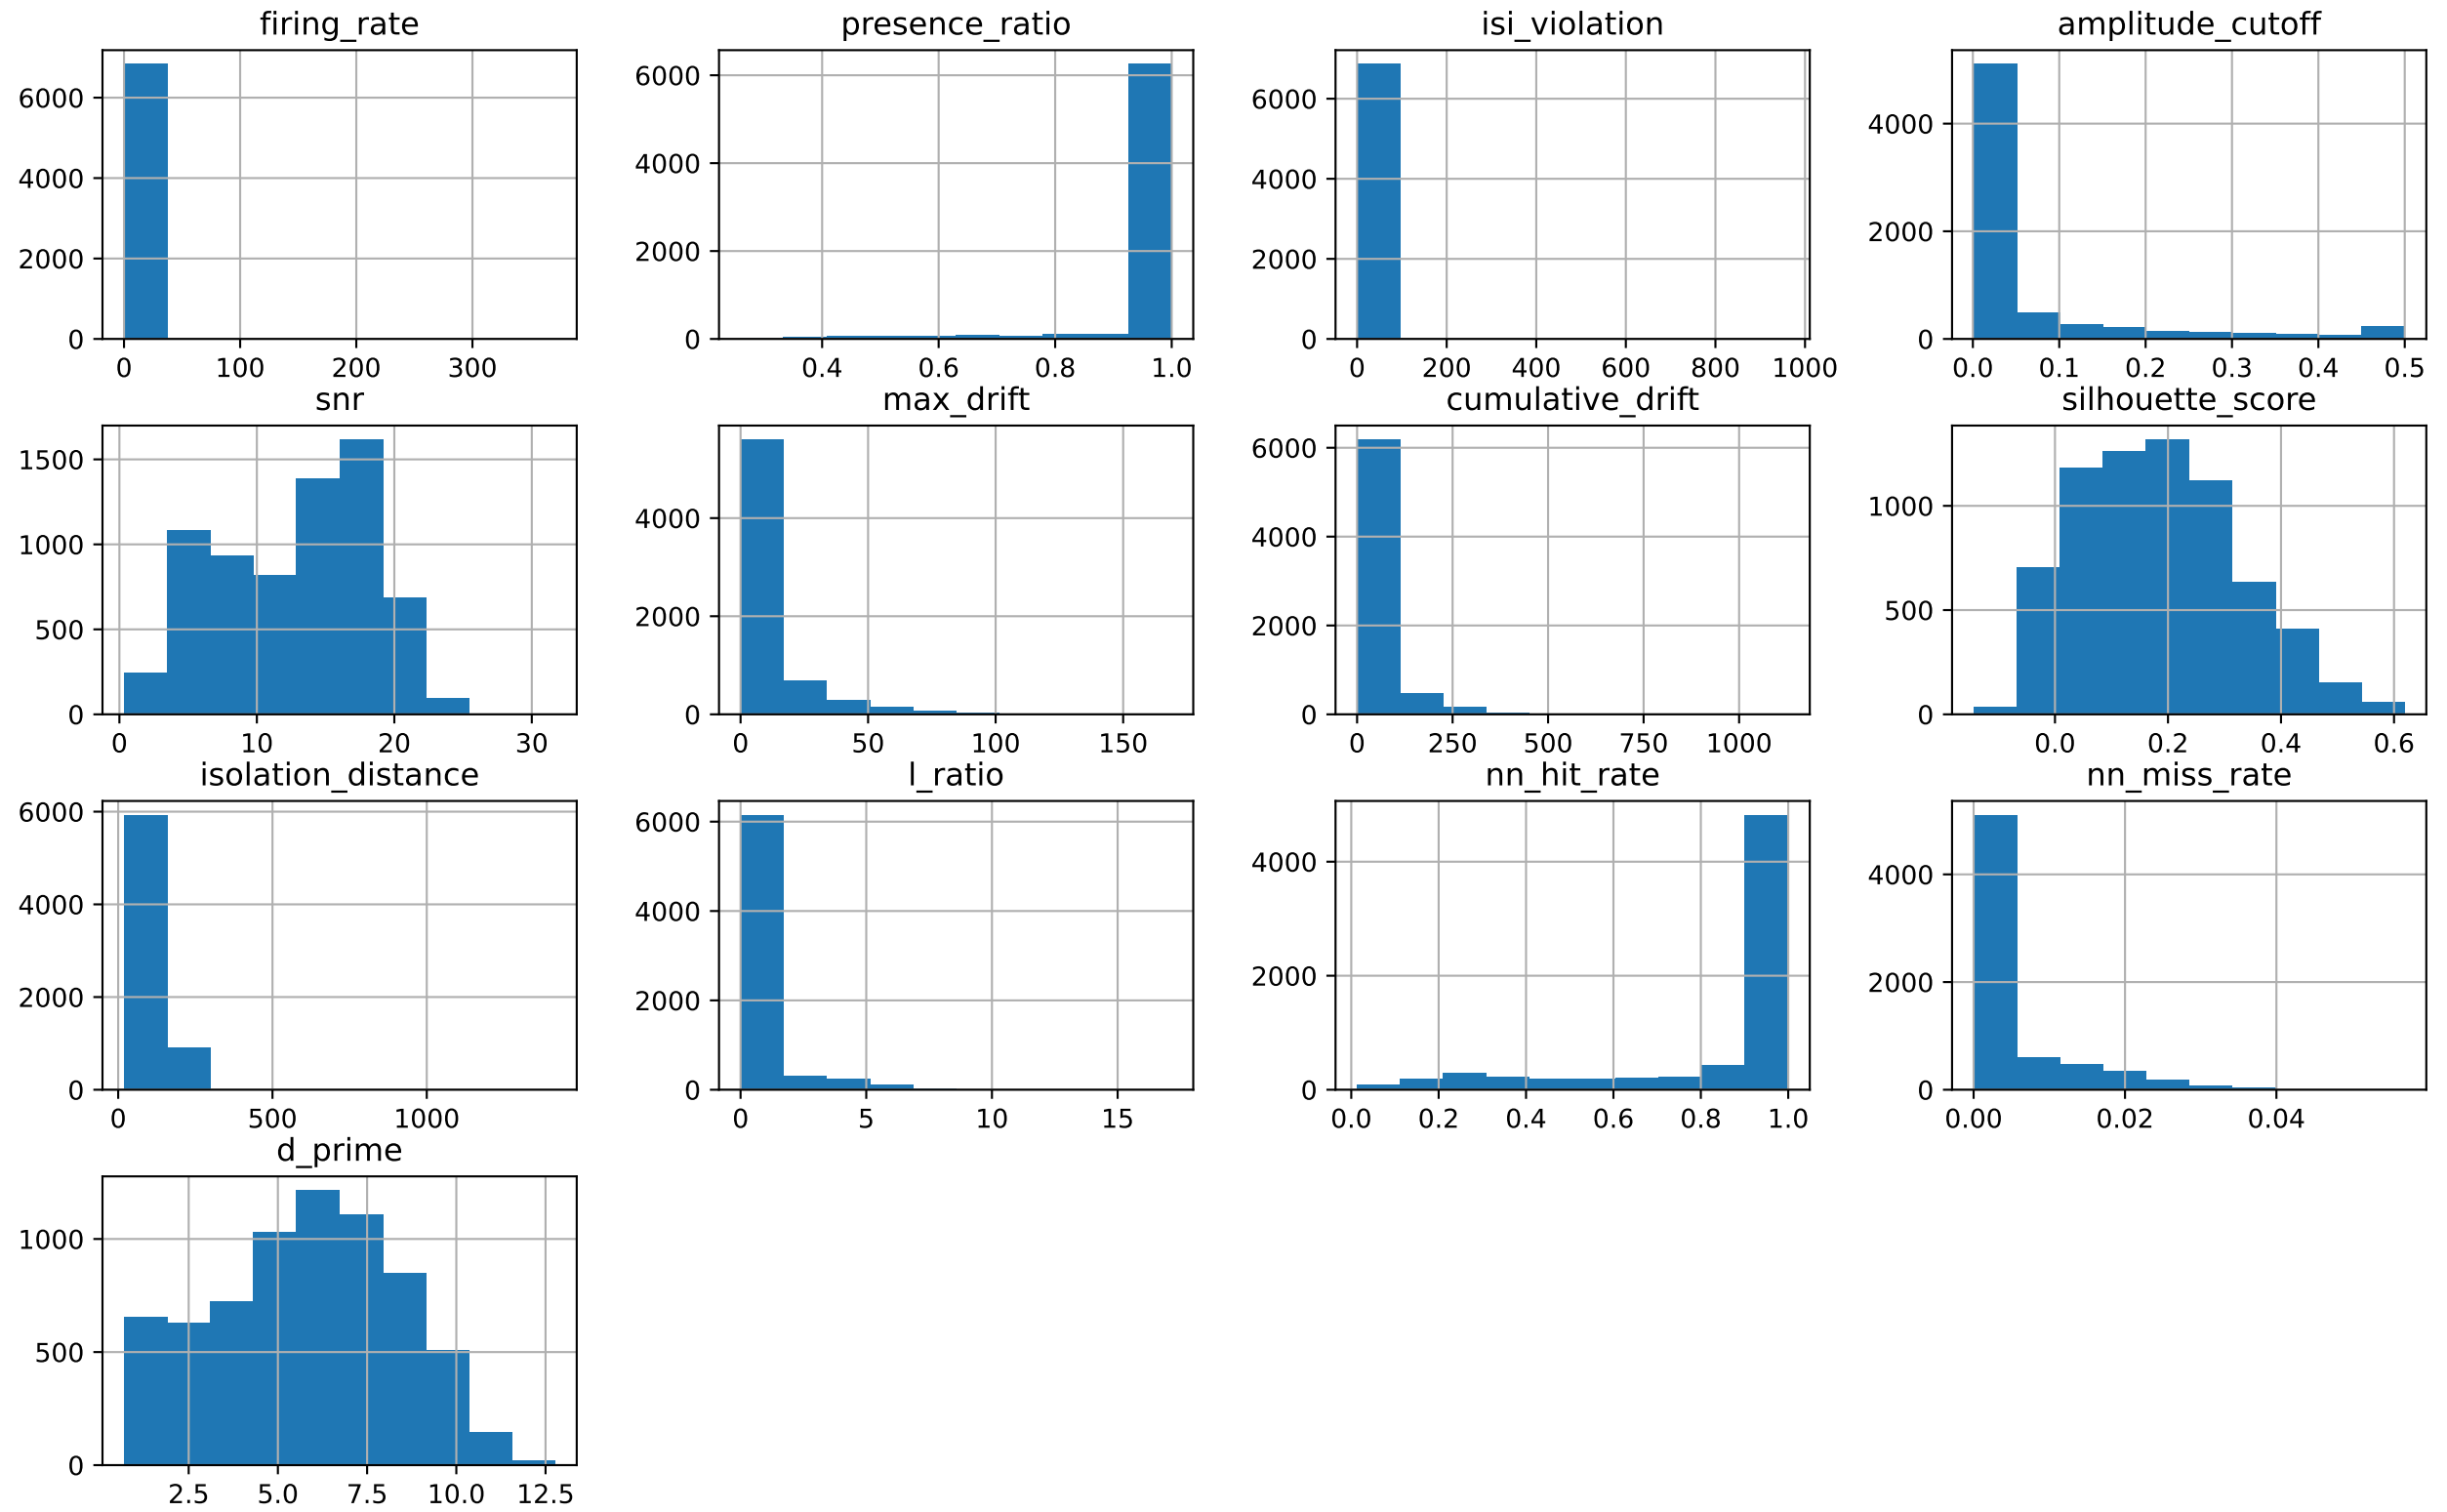 firing_rate
6000
4000
2000
0
0 100 200 300
presence_ratio
6000
4000
2000
0
0.4 0.6 0.8 1.0
isi_violation
6000
4000
2000
0
0 200 400 600 800 1000
amplitude_cutoff
4000
2000
0
0.0 0.1 0.2 0.3 0.4 0.5
snr
1500
1000
500
0
0 10 20 30
max_drift
4000
2000
0
0 50 100 150
cumulative_drift
6000
4000
2000
0
0 250 500 750 1000
silhouette_score
1000
500
0
0.0 0.2 0.4 0.6
isolation_distance
6000
4000
2000
0
0 500 1000
l_ratio
6000
4000
2000
0
0 5 10 15
nn_hit_rate
4000
2000
0
0.0 0.2 0.4 0.6 0.8 1.0
nn_miss_rate
4000
2000
0
0.00 0.02 0.04
d_prime
1000
500
0
2.5 5.0 7.5 10.0 12.5